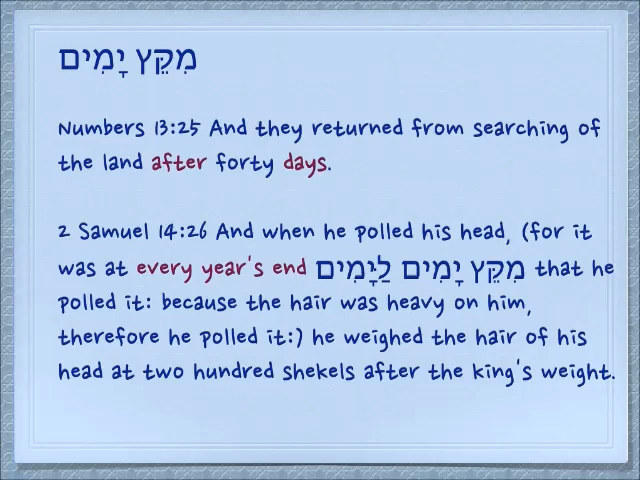 מִקֵּץ יָמִים
Numbers 13:25 And they returned from searching of
the land after forty days.
2 Samuel 14:26 And when he polled his head, (for it
was at every year's end מִקֵּץ יָמִים לַיָּמִים that he
polled it: because the hair was heavy on him,
therefore he polled it:) he weighed the hair of his
head at two hundred shekels after the king's weight.